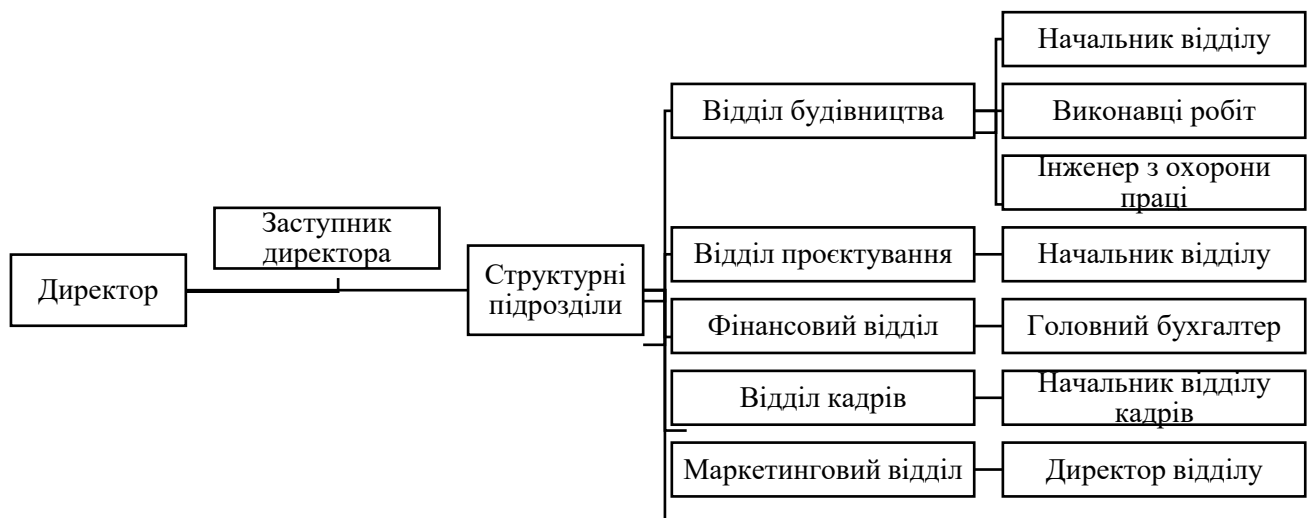 Директор
Заступник
директора
Структурні
підрозділи
Відділ будівництва
Начальник відділу
Виконавці робіт
Інженер з охорони
праці
Відділ проєктування
Начальник відділу
Фінансовий відділ
Головний бухгалтер
Відділ кадрів
Начальник відділу
кадрів
Маркетинговий відділ
Директор відділу